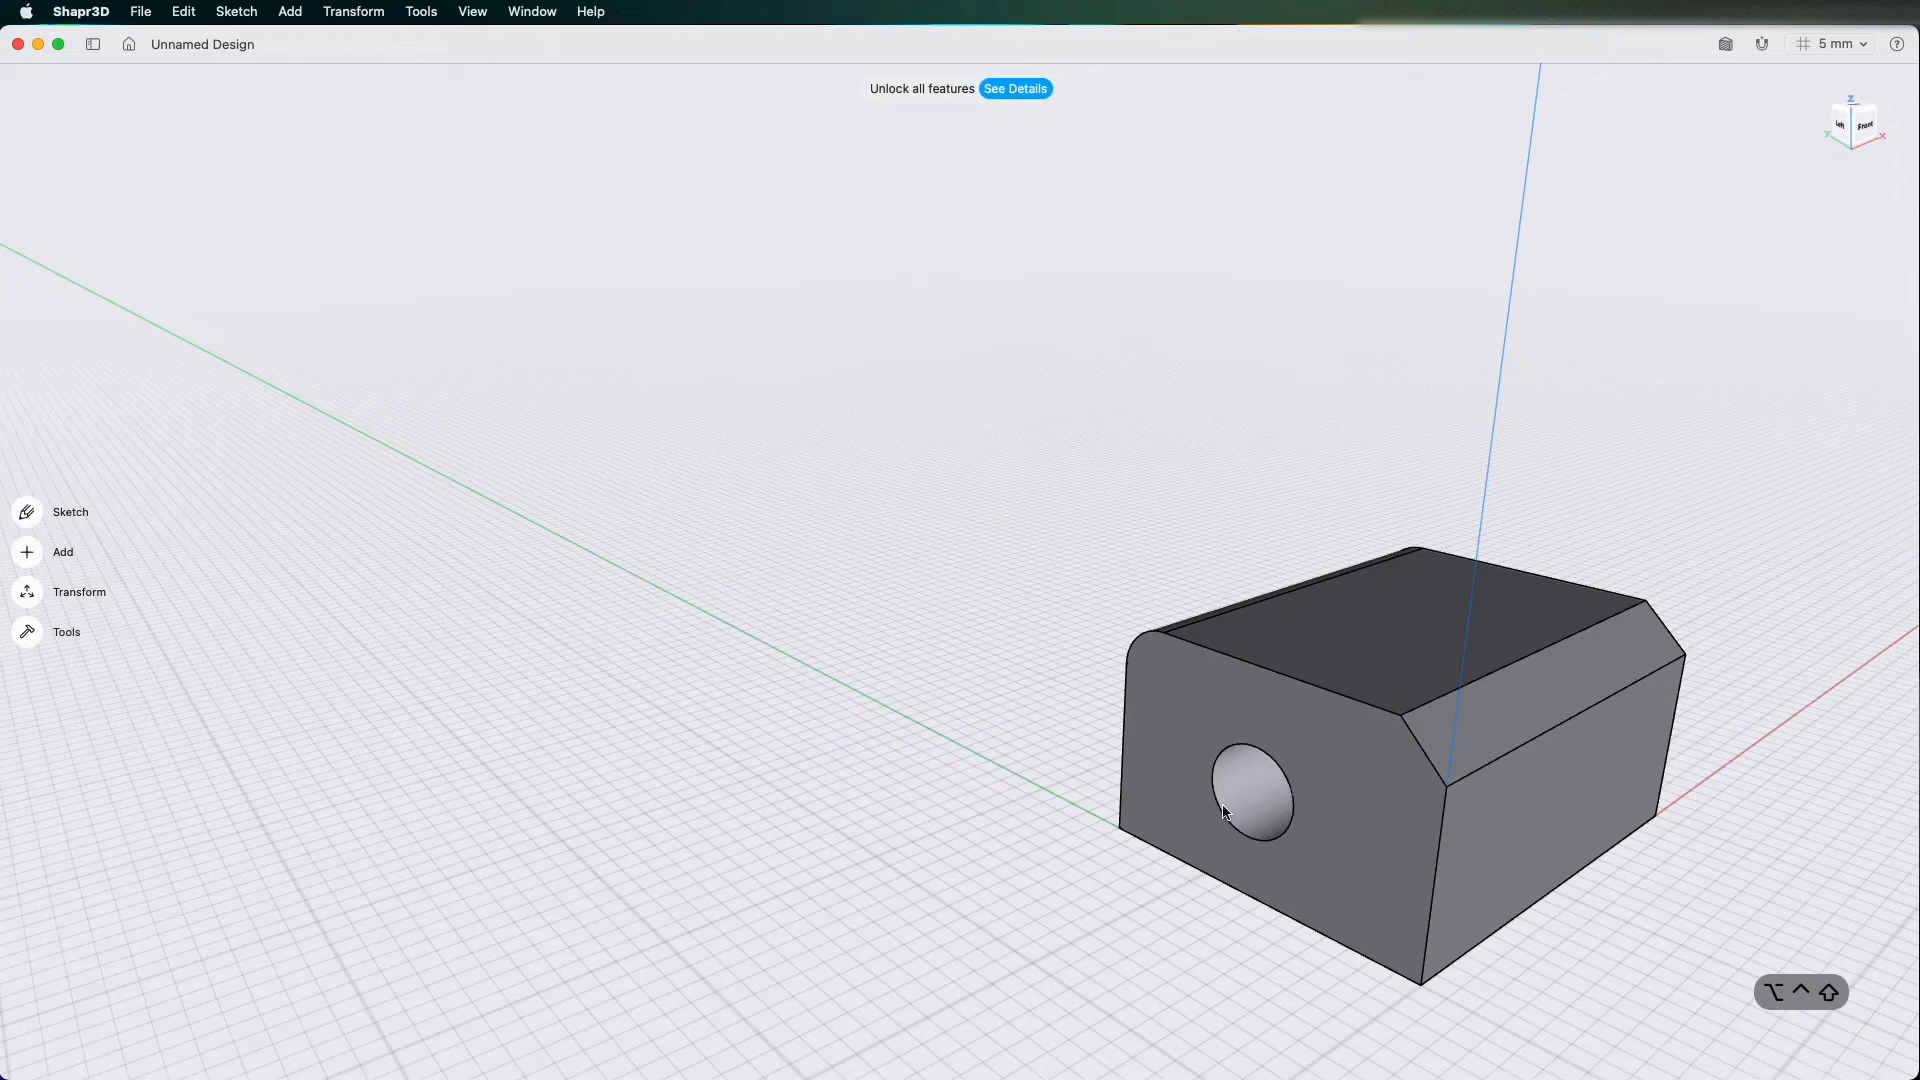 Shapr3D File Edit Sketch Add Transform Tools View Window Help
Unnamed Design
5 mm
Unlock all features See Details
Z
Left Front
Y X
Sketch
Add
Transform
Tools